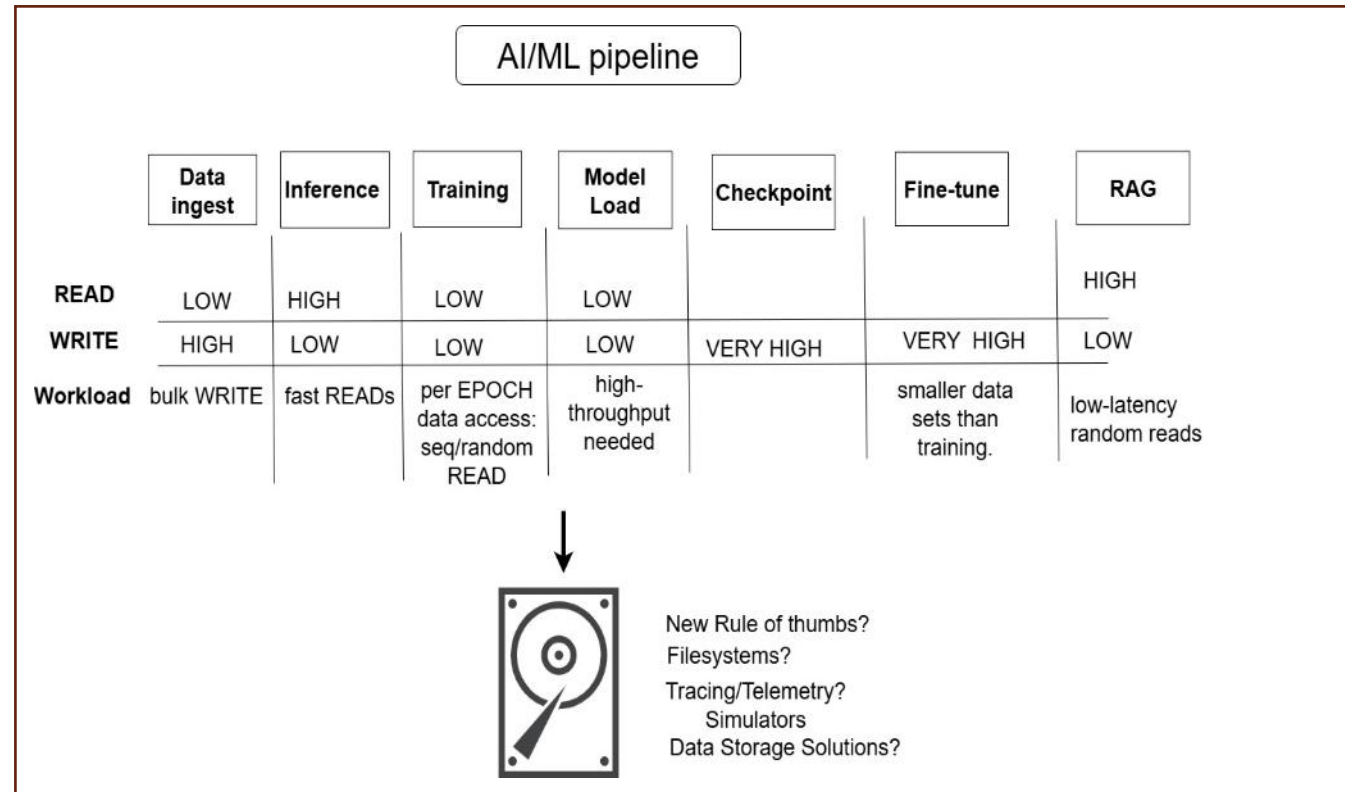 AI/ML pipeline
Data
ingest
Inference
Training
Model
Load
Checkpoint
Fine-tune
RAG
READ LOW HIGH LOW LOW HIGH
WRITE HIGH LOW LOW LOW VERY HIGH VERY HIGH LOW
Workload
bulk WRITE
fast READs
per EPOCH
data access:
seq/random
READ
high-
throughput
needed
smaller data
sets than
training.
low-latency
random reads
New Rule of thumbs?
Filesystems?
Tracing/Telemetry?
Simulators
Data Storage Solutions?